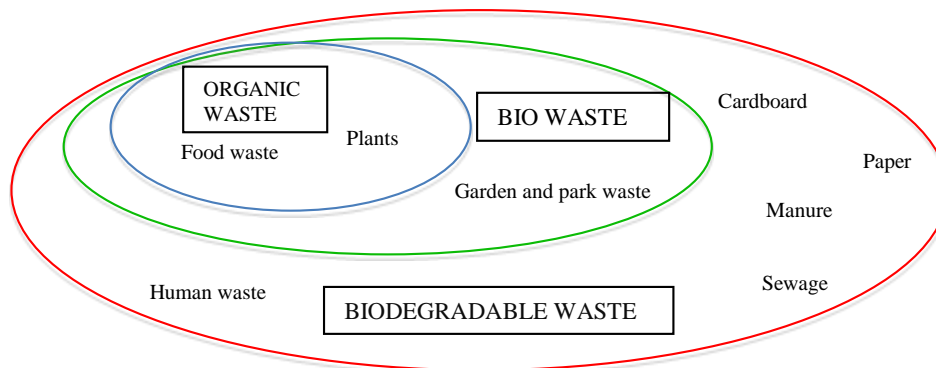 ORGANIC
WASTE
Food waste
Plants
BIO WASTE
Garden and park waste
Cardboard
Paper
Manure
Sewage
Human waste
BIODEGRADABLE WASTE